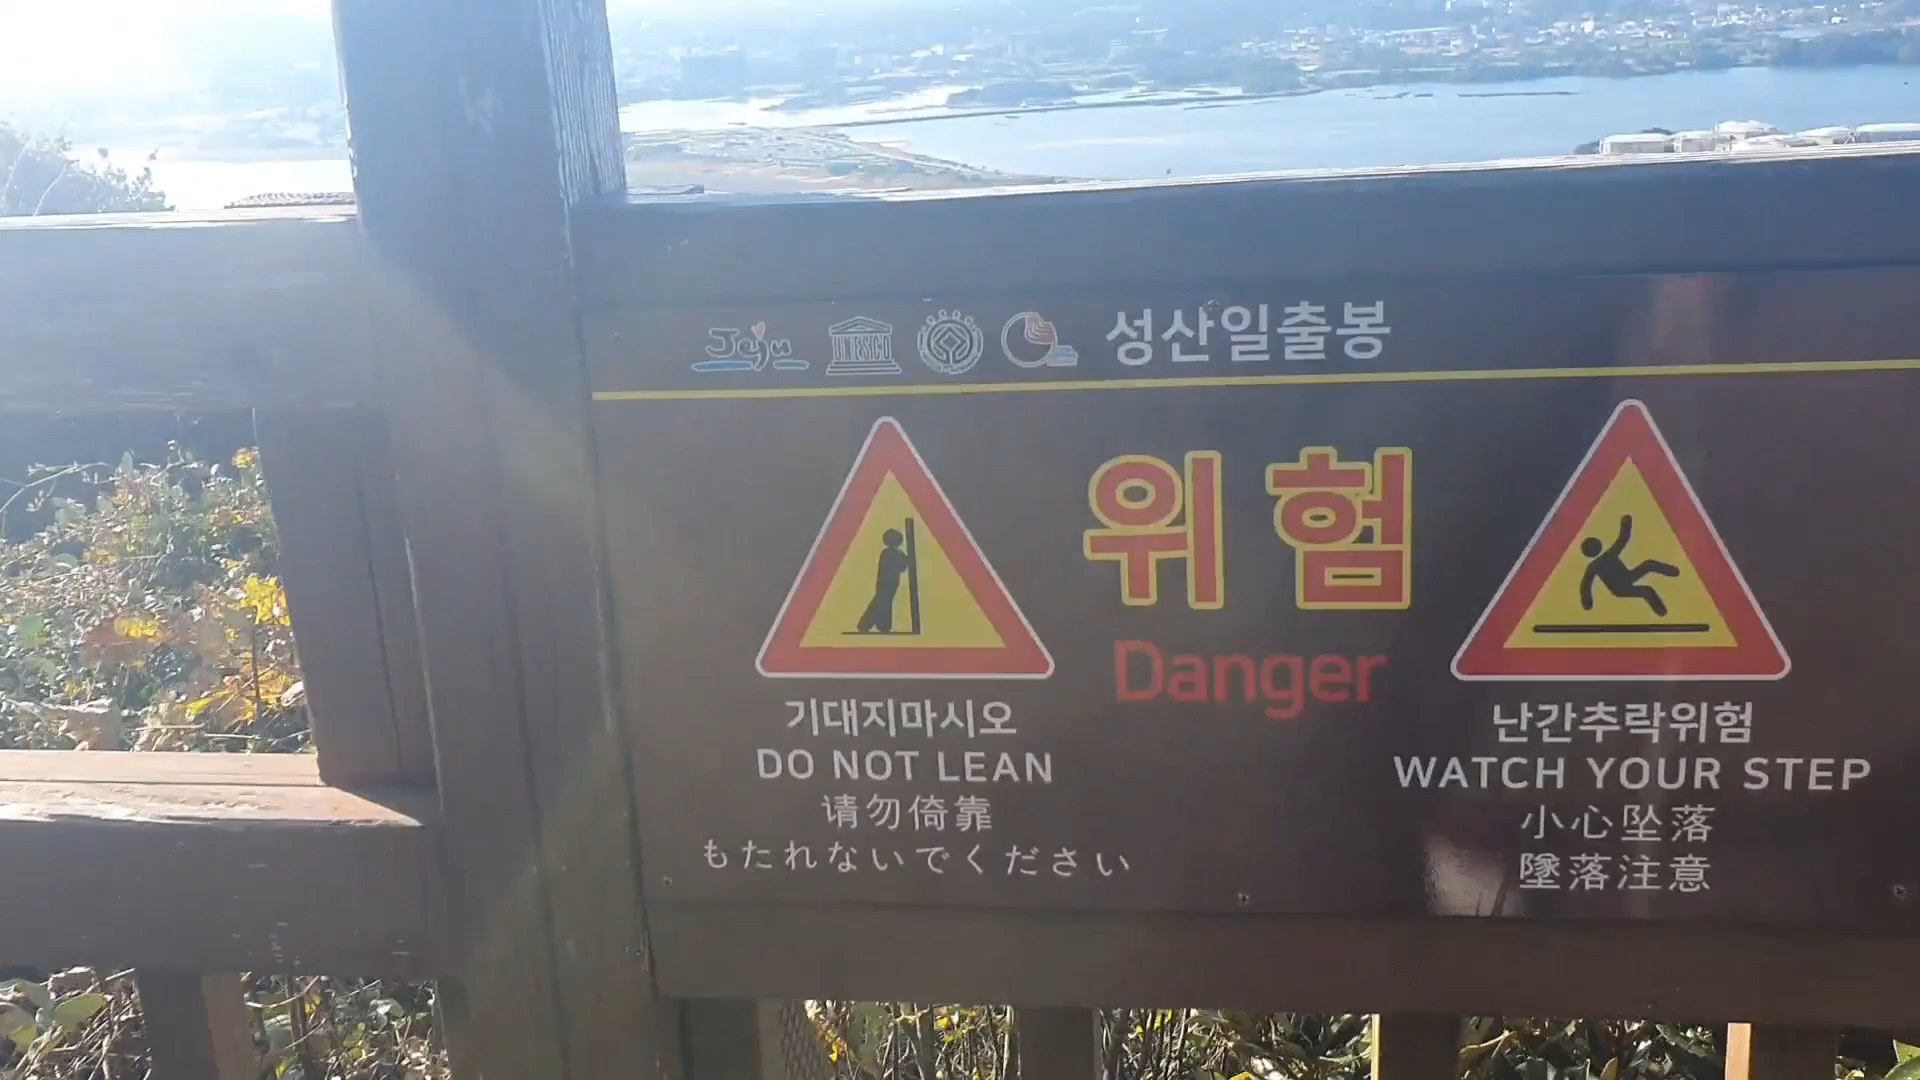 Jeju UNESCO 성산일출봉
위험
Danger
기대지마시오
DO NOT LEAN
请勿倚靠
もたれないでください
난간추락위험
WATCH YOUR STEP
小心坠落
墜落注意